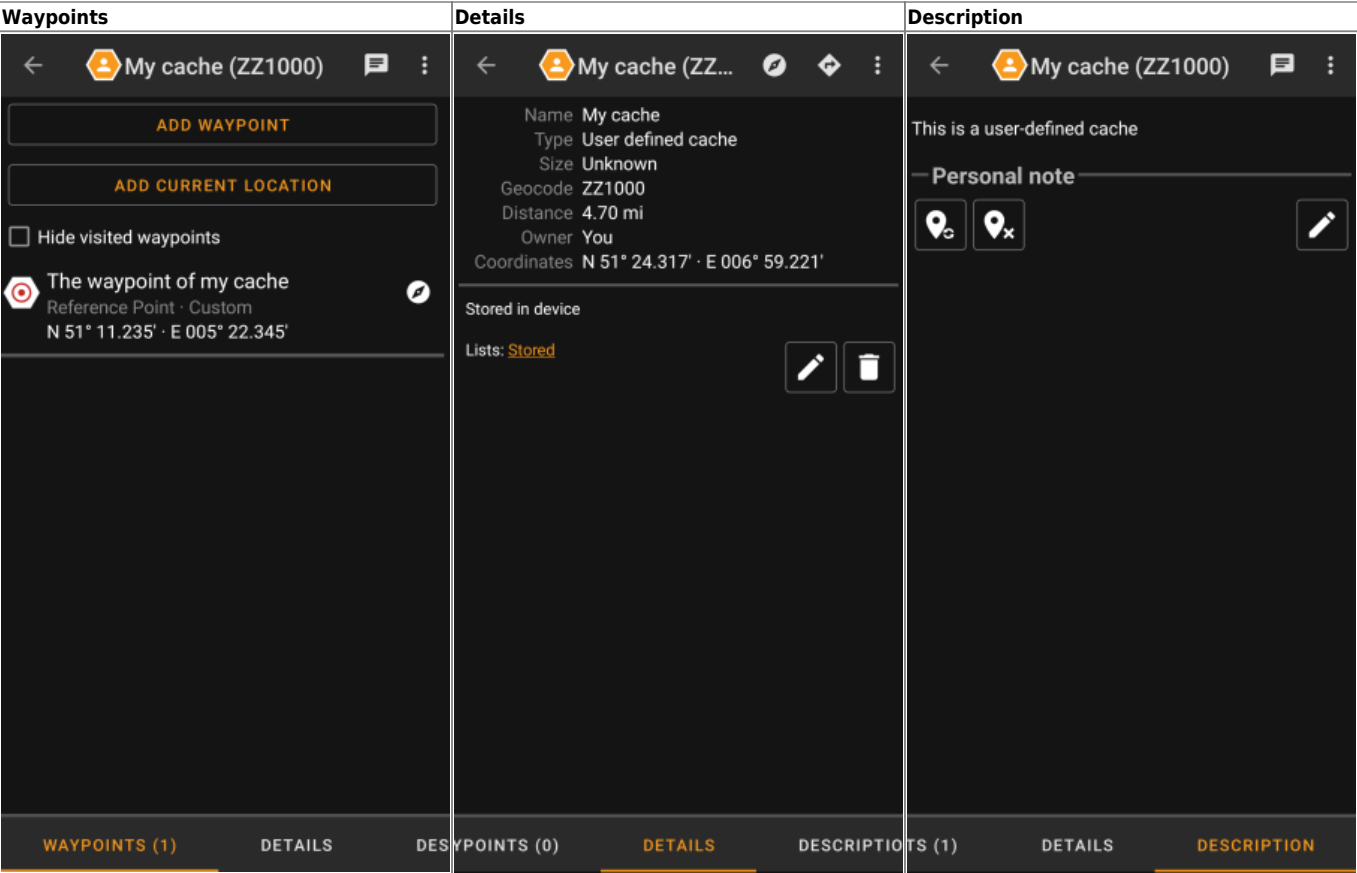 Waypoints
My cache (ZZ1000)
ADD WAYPOINT
ADD CURRENT LOCATION
Hide visited waypoints
The waypoint of my cache
Reference Point · Custom
N 51° 11.235' · E 005° 22.345'
WAYPOINTS (1) DETAILS DES
Details
My cache (ZZ...
Name My cache
Type User defined cache
Size Unknown
Geocode ZZ1000
Distance 4.70 mi
Owner You
Coordinates N 51° 24.317' · E 006° 59.221'
Stored in device
Lists: Stored
YPOINTS (0) DETAILS DESCRIPTIO
Description
My cache (ZZ1000)
This is a user-defined cache
Personal note
TS (1) DETAILS DESCRIPTION